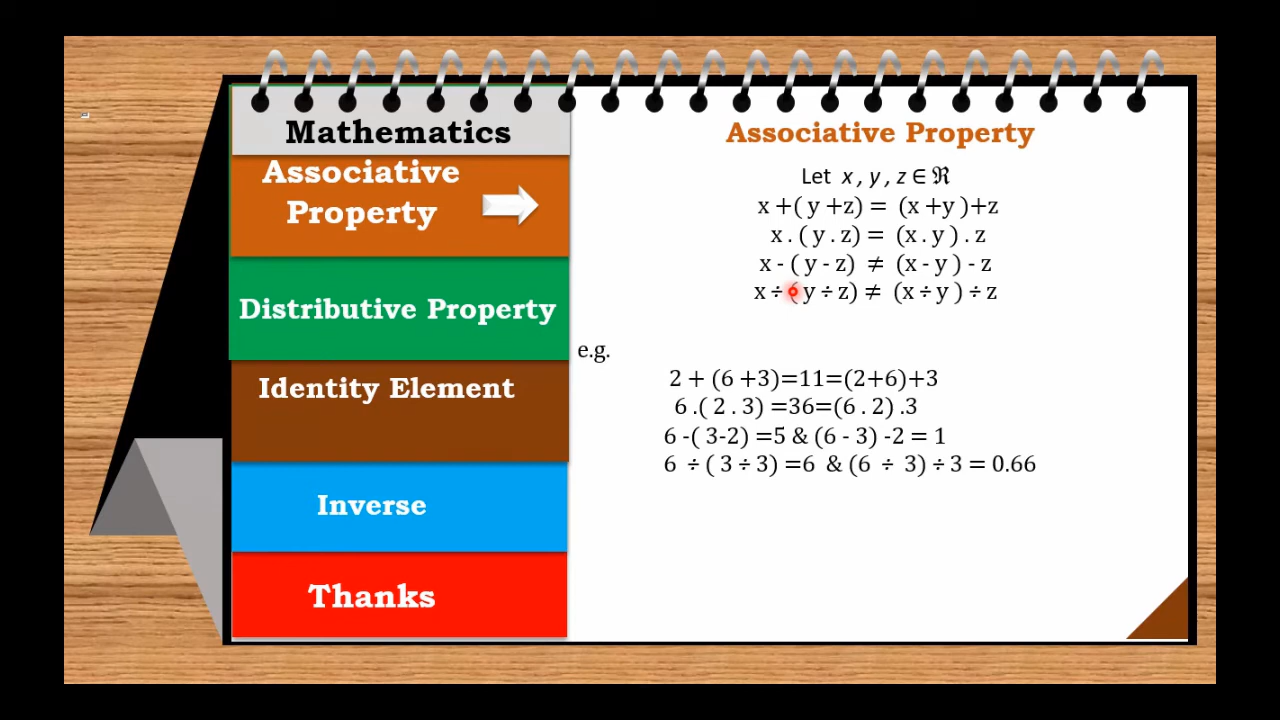 Mathematics
Associative
Property
Distributive Property
Identity Element
Inverse
Thanks
Associative Property
Let x , y , z ∈ ℜ
x +( y +z) = (x +y )+z
x . ( y . z) = (x . y ) . z
x - ( y - z) ≠ (x - y ) - z
x ÷ ( y ÷ z) ≠ (x ÷ y ) ÷ z
e.g.
2 + (6 +3)=11=(2+6)+3
6 .( 2 . 3) =36=(6 . 2) .3
6 -( 3-2) =5 & (6 - 3) -2 = 1
6 ÷ ( 3 ÷ 3) =6 & (6 ÷ 3) ÷ 3 = 0.66